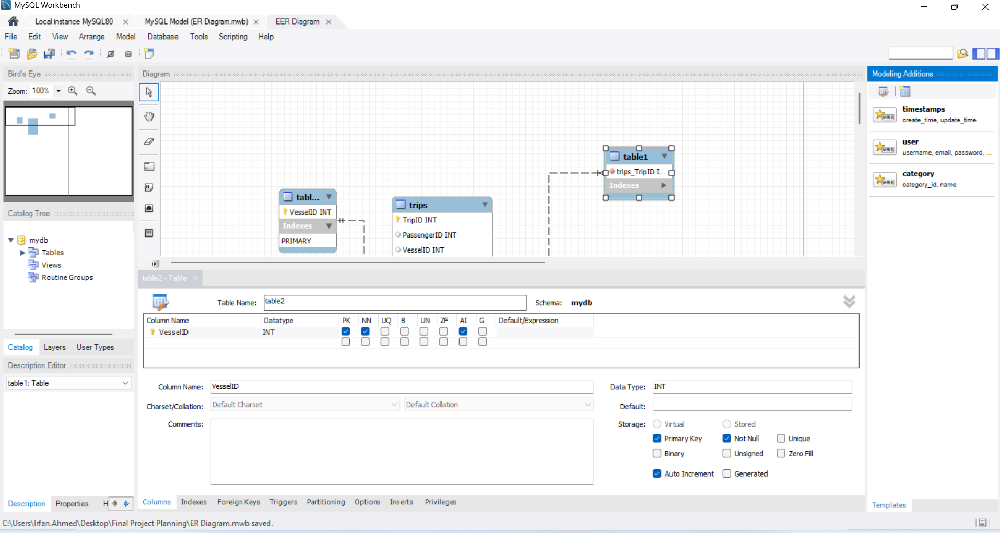 MySQL Workbench
Local instance MySQL80
MySQL Model (ER Diagram.mwb)
EER Diagram
File Edit View Arrange Model Database Tools Scripting Help
Bird's Eye
Zoom: 100%
Catalog Tree
mydb
Tables
Views
Routine Groups
Catalog Layers User Types
Description Editor
table1: Table
Description Properties H
Diagram
tabl...
VesselID INT
Indexes
PRIMARY
trips
TripID INT
PassengerID INT
VesselID INT
table1
trips_TripID I...
Indexes
table2 - Table
Table Name: table2 Schema: mydb
Column Name Datatype PK NN UQ B UN ZF AI G Default/Expression
VesselID INT
Column Name: VesselID Data Type: INT
Charset/Collation: Default Charset Default Collation Default:
Comments: Storage: Virtual Stored
Primary Key Not Null Unique
Binary Unsigned Zero Fill
Auto Increment Generated
Columns Indexes Foreign Keys Triggers Partitioning Options Inserts Privileges
Modeling Additions
MWB
timestamps
create_time, update_time
MWB
user
username, email, password, ...
MWB
category
category_id, name
Templates
C:\Users\Irfan.Ahmed\Desktop\Final Project Planning\ER Diagram.mwb saved.